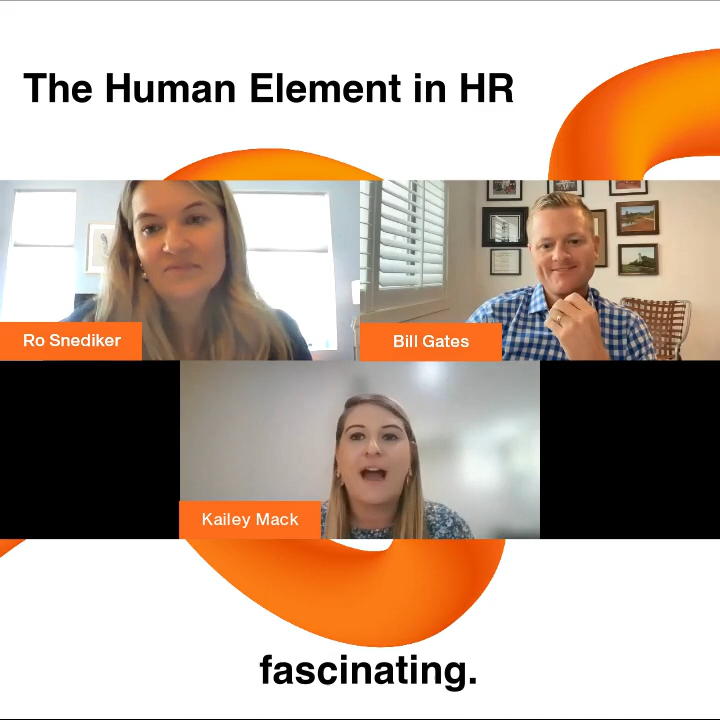 The Human Element in HR
Ro Snediker
Bill Gates
Kailey Mack
fascinating.